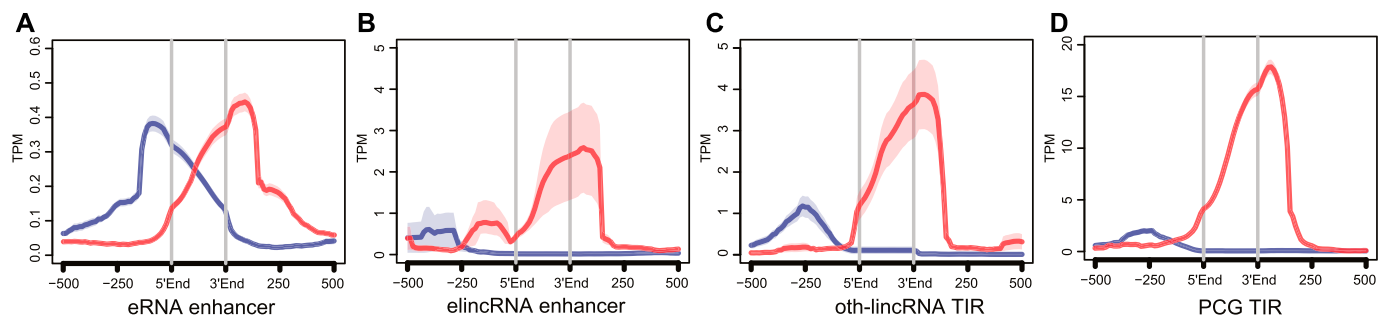 A
0.6
0.5
0.4
0.3
0.2
0.1
0.0
TPM
−500 −250 5'End 3'End 250 500
eRNA enhancer
B
5
4
3
2
1
0
TPM
−500 −250 5'End 3'End 250 500
elincRNA enhancer
C
5
4
3
2
1
0
TPM
−500 −250 5'End 3'End 250 500
oth-lincRNA TIR
D
20
15
10
5
0
TPM
−500 −250 5'End 3'End 250 500
PCG TIR